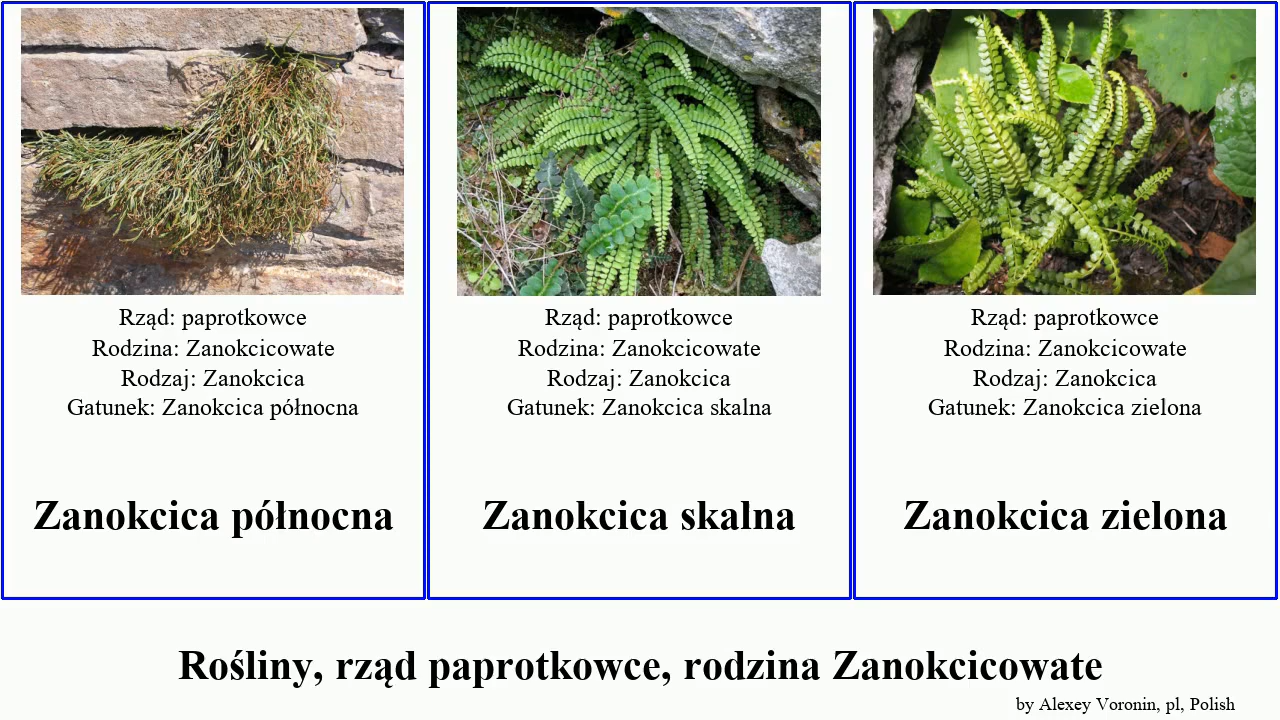 Rząd: paprotkowce
Rodzina: Zanokcicowate
Rodzaj: Zanokcica
Gatunek: Zanokcica północna
Zanokcica północna
Rząd: paprotkowce
Rodzina: Zanokcicowate
Rodzaj: Zanokcica
Gatunek: Zanokcica skalna
Zanokcica skalna
Rząd: paprotkowce
Rodzina: Zanokcicowate
Rodzaj: Zanokcica
Gatunek: Zanokcica zielona
Zanokcica zielona
Rośliny, rząd paprotkowce, rodzina Zanokcicowate
by Alexey Voronin, pl, Polish